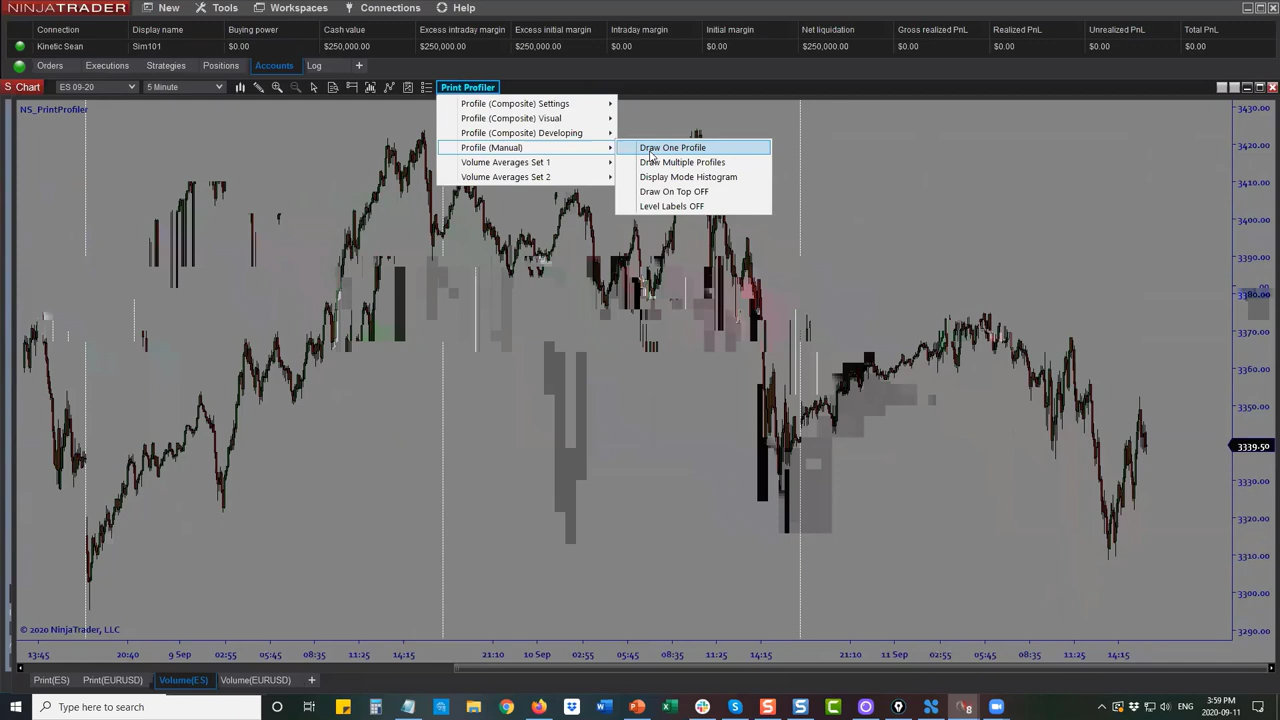 NINJATRADER
New
Tools
Workspaces
Connections
Help
Connection Display name Buying power Cash value Excess intraday margin Excess initial margin Intraday margin Initial margin Net liquidation Gross realized PnL Realized PnL Unrealized PnL Total PnL
Kinetic Sean Sim101 $0.00 $250,000.00 $250,000.00 $250,000.00 $0.00 $0.00 $250,000.00 $0.00 $0.00 $0.00 $0.00
Orders Executions Strategies Positions Accounts Log +
S Chart ES 09-20 5 Minute Print Profiler
NS_PrintProfiler
Profile (Composite) Settings
Profile (Composite) Visual
Profile (Composite) Developing
Profile (Manual)
Volume Averages Set 1
Volume Averages Set 2
Draw One Profile
Draw Multiple Profiles
Display Mode Histogram
Draw On Top OFF
Level Labels OFF
3430.00
3420.00
3410.00
3400.00
3390.00
3380.00
3370.00
3360.00
3350.00
3339.50
3330.00
3320.00
3310.00
3300.00
3290.00
© 2020 NinjaTrader, LLC
13:45 20:40 9 Sep 02:55 05:45 08:35 11:25 14:15 21:10 10 Sep 02:55 05:45 08:35 11:25 14:15 21:10 11 Sep 02:55 05:45 08:35 11:25 14:15
Print(ES) Print(EURUSD) Volume(ES) Volume(EURUSD) +
Type here to search
3:59 PM
2020-09-11